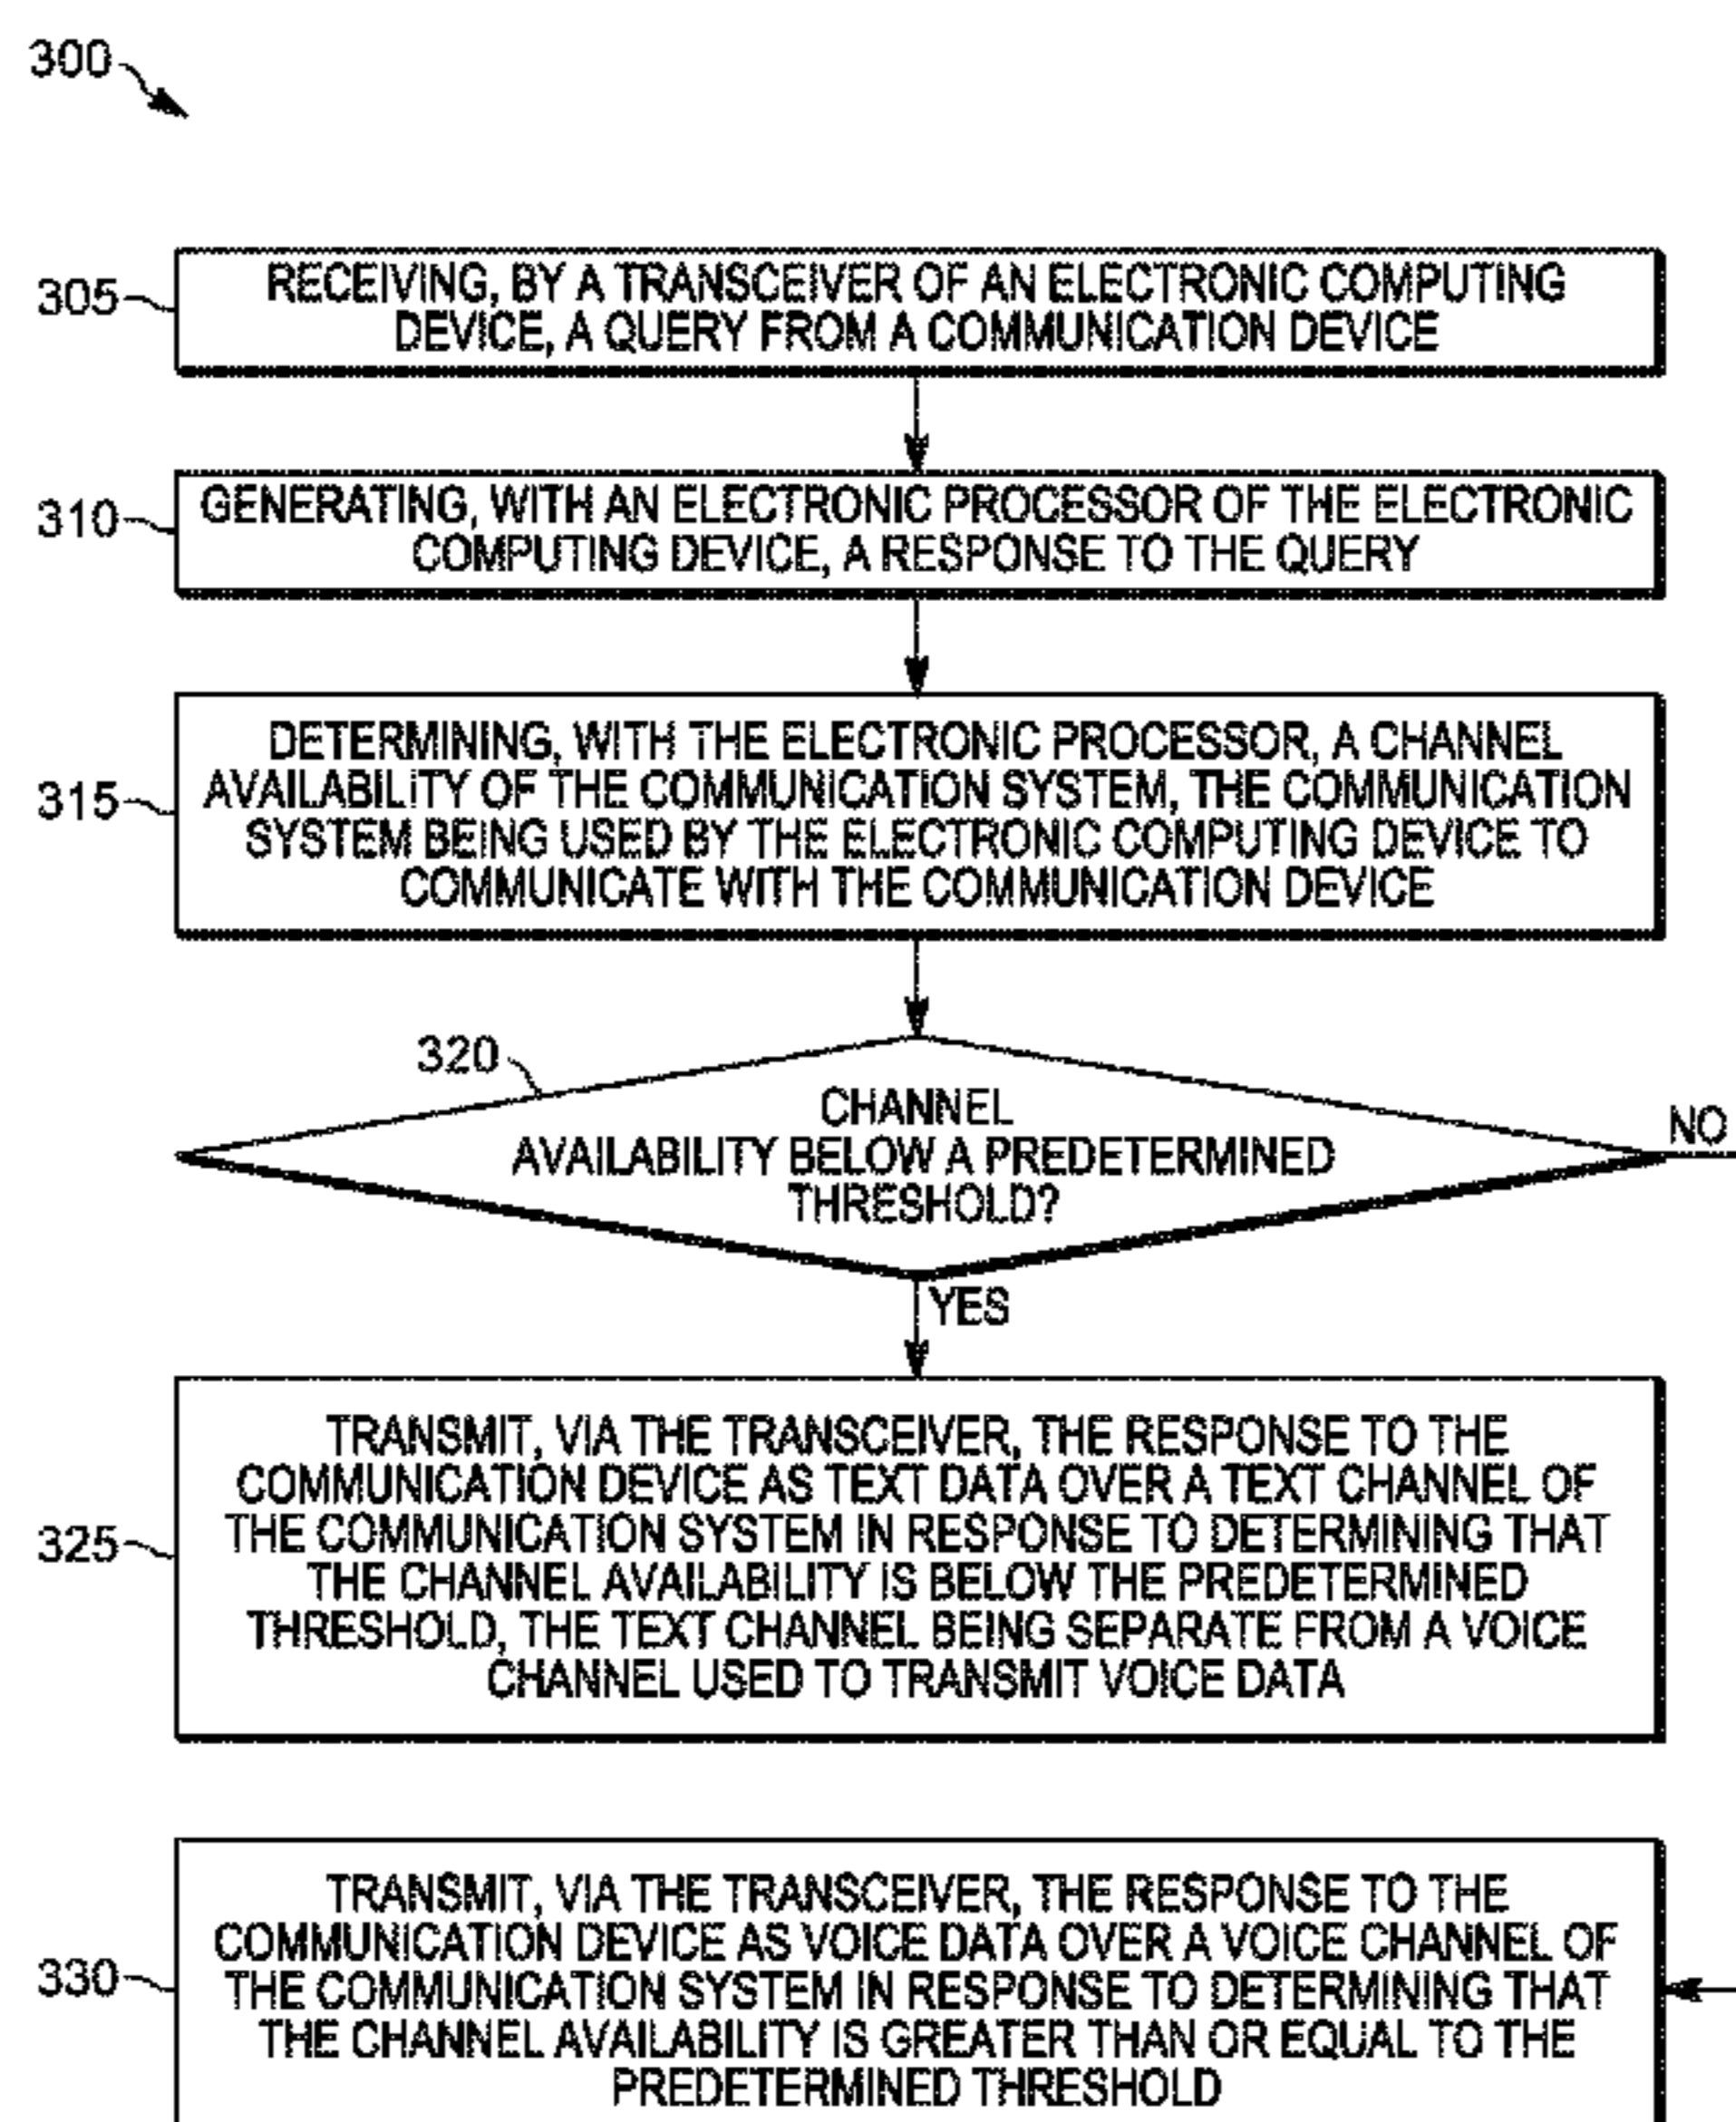 300
305
RECEIVING, BY A TRANSCEIVER OF AN ELECTRONIC COMPUTING
DEVICE, A QUERY FROM A COMMUNICATION DEVICE
310
GENERATING, WITH AN ELECTRONIC PROCESSOR OF THE ELECTRONIC
COMPUTING DEVICE, A RESPONSE TO THE QUERY
315
DETERMINING, WITH THE ELECTRONIC PROCESSOR, A CHANNEL
AVAILABILITY OF THE COMMUNICATION SYSTEM, THE COMMUNICATION
SYSTEM BEING USED BY THE ELECTRONIC COMPUTING DEVICE TO
COMMUNICATE WITH THE COMMUNICATION DEVICE
320
CHANNEL
AVAILABILITY BELOW A PREDETERMINED
THRESHOLD?
NO
YES
325
TRANSMIT, VIA THE TRANSCEIVER, THE RESPONSE TO THE
COMMUNICATION DEVICE AS TEXT DATA OVER A TEXT CHANNEL OF
THE COMMUNICATION SYSTEM IN RESPONSE TO DETERMINING THAT
THE CHANNEL AVAILABILITY IS BELOW THE PREDETERMINED
THRESHOLD, THE TEXT CHANNEL BEING SEPARATE FROM A VOICE
CHANNEL USED TO TRANSMIT VOICE DATA
330
TRANSMIT, VIA THE TRANSCEIVER, THE RESPONSE TO THE
COMMUNICATION DEVICE AS VOICE DATA OVER A VOICE CHANNEL OF
THE COMMUNICATION SYSTEM IN RESPONSE TO DETERMINING THAT
THE CHANNEL AVAILABILITY IS GREATER THAN OR EQUAL TO THE
PREDETERMINED THRESHOLD